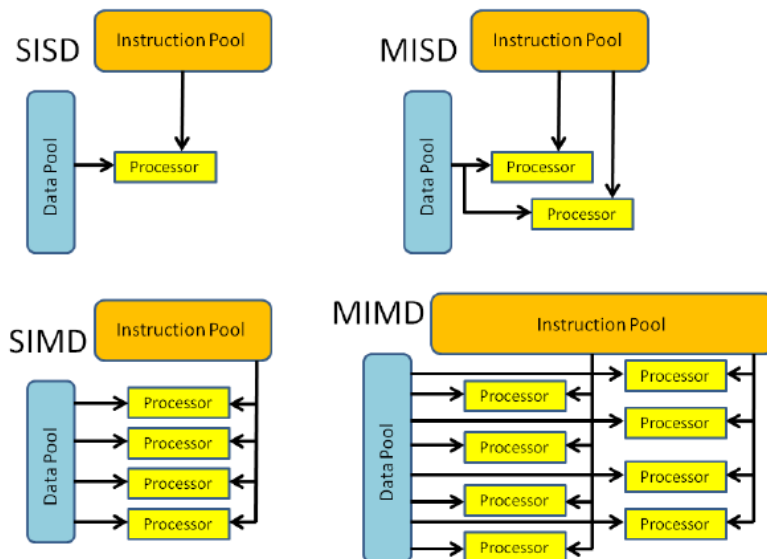 SISD
Instruction Pool
Data Pool
Processor
MISD
Instruction Pool
Data Pool
Processor
Processor
SIMD
Instruction Pool
Data Pool
Processor
Processor
Processor
Processor
MIMD
Instruction Pool
Data Pool
Processor
Processor
Processor
Processor
Processor
Processor
Processor
Processor